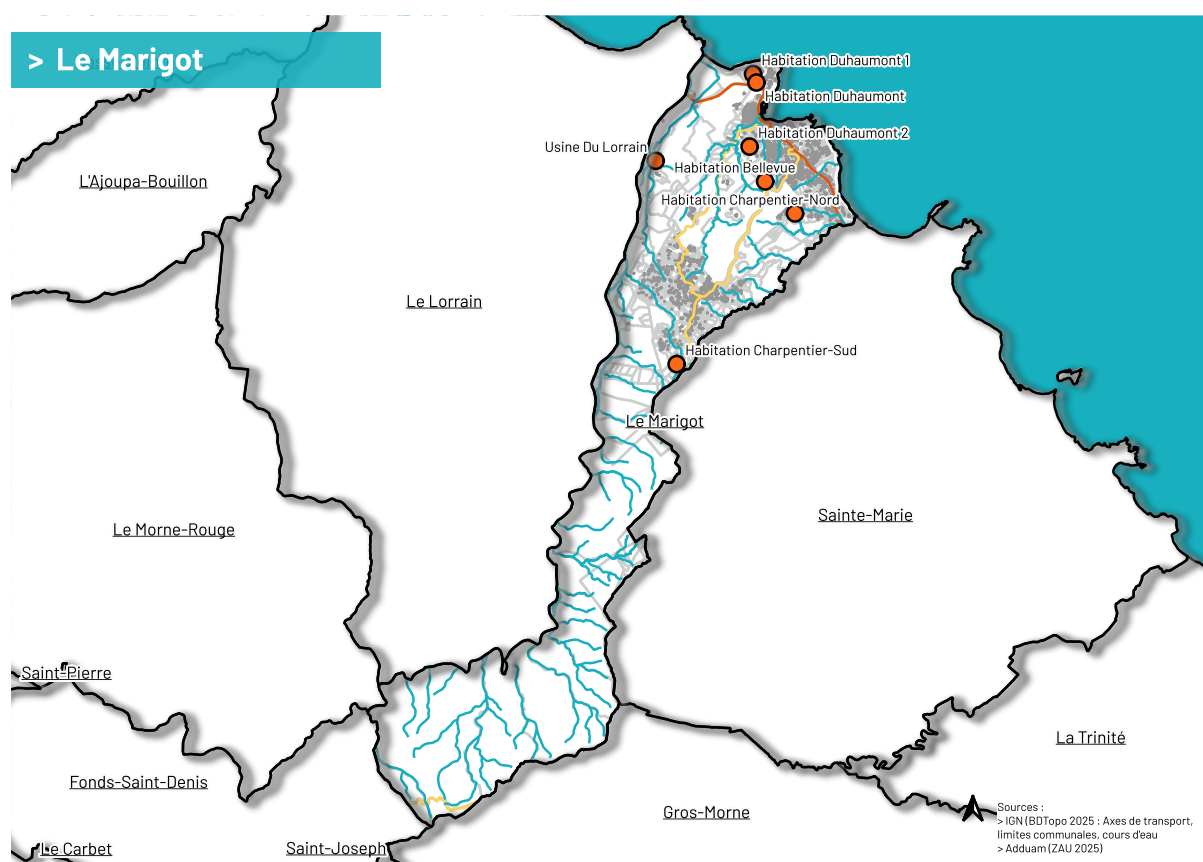 > Le Marigot
Habitation Duhaumont 1
Habitation Duhaumont
Habitation Duhaumont 2
Usine Du Lorrain
Habitation Bellevue
L'Ajoupa-Bouillon
Habitation Charpentier-Nord
Le Lorrain
Habitation Charpentier-Sud
Le Marigot
Sainte-Marie
Le Morne-Rouge
Saint-Pierre
La Trinité
Fonds-Saint-Denis
Gros-Morne
Le Carbet
Saint-Joseph
Sources :
> IGN (BDTopo 2025 : Axes de transport,
limites communales, cours d'eau
> Adduam (ZAU 2025)